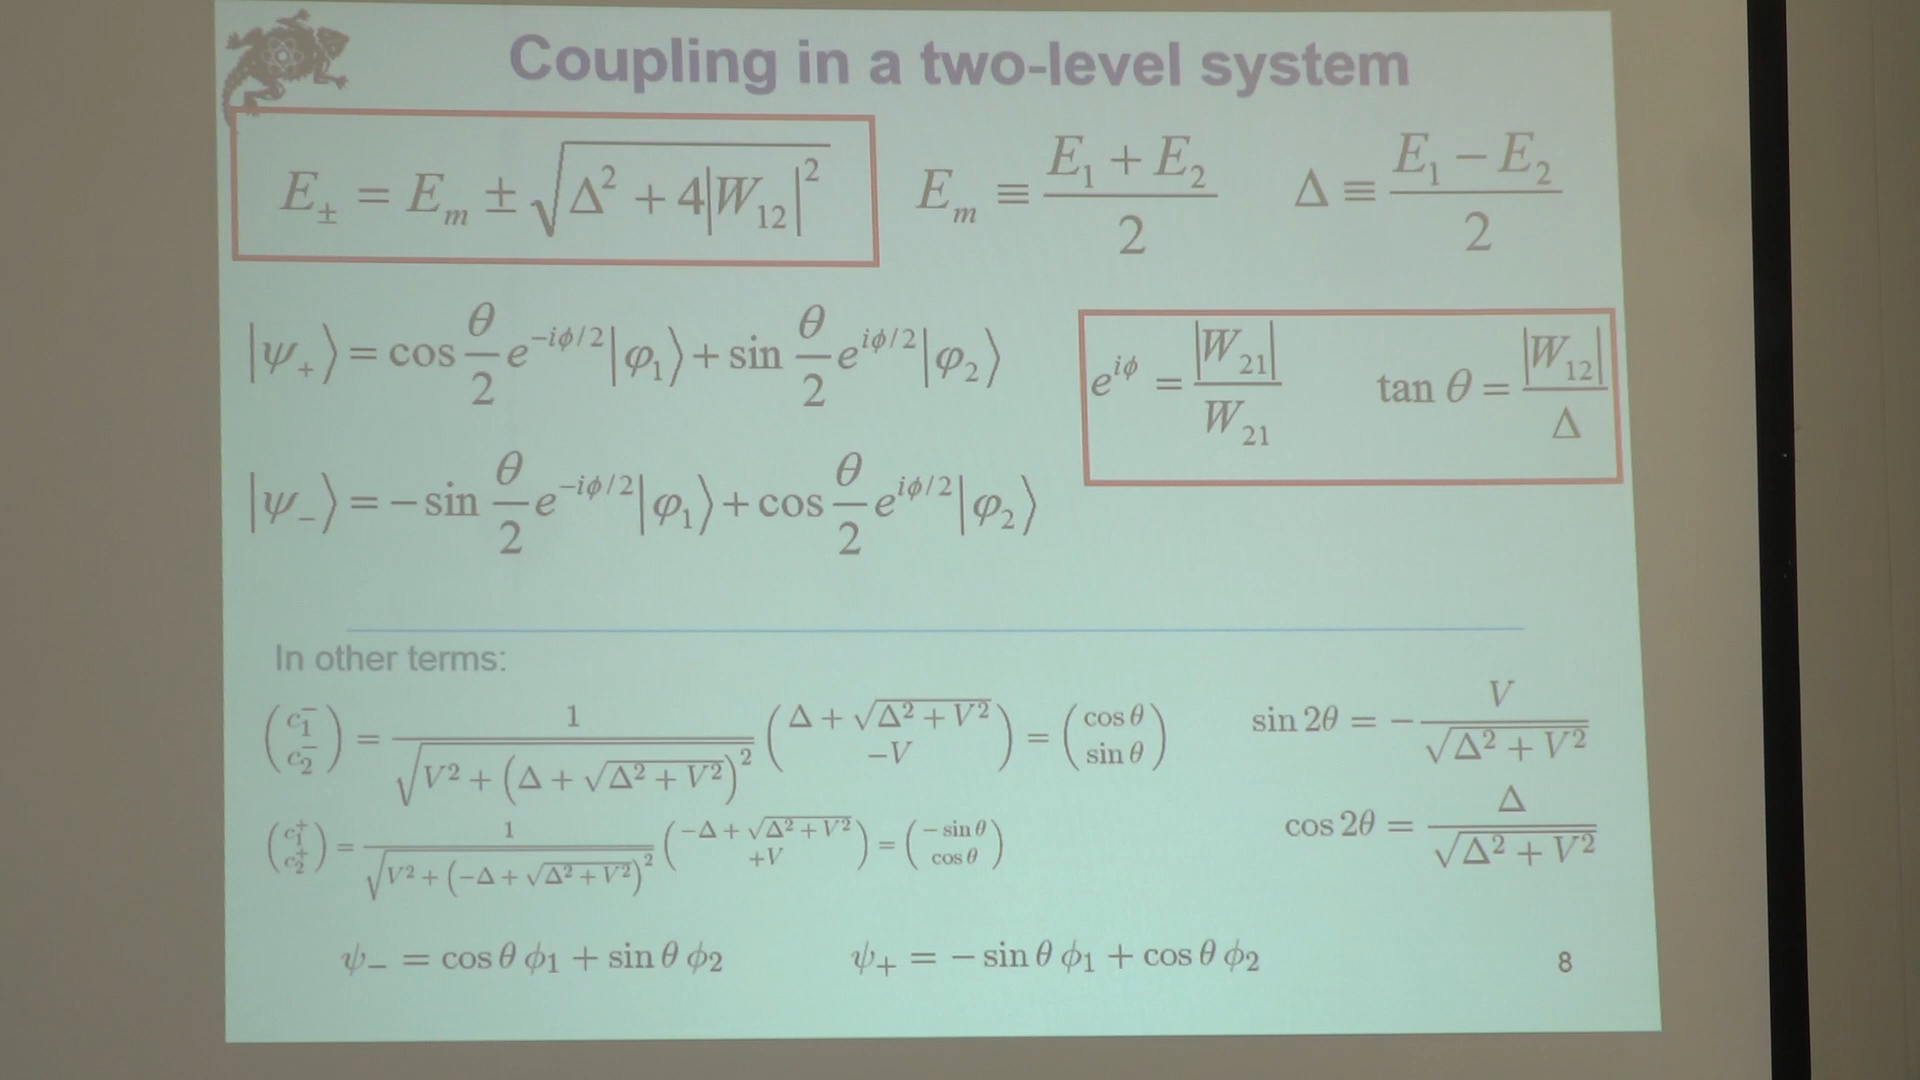 Coupling in a two-level system
E± = Eₘ ± √(Δ² + 4|W₁₂|²)   Eₘ ≡ (E₁ + E₂)/2   Δ ≡ (E₁ − E₂)/2
|ψ₊⟩ = cos θ/2 e^(−iϕ/2) |φ₁⟩ + sin θ/2 e^(iϕ/2) |φ₂⟩
e^(iϕ) = |W₂₁|/W₂₁   tan θ = |W₁₂|/Δ
|ψ₋⟩ = − sin θ/2 e^(−iϕ/2) |φ₁⟩ + cos θ/2 e^(iϕ/2) |φ₂⟩
In other terms:
(c₁⁻ c₂⁻) = 1/√(V² + (Δ + √(Δ² + V²))²) (Δ + √(Δ² + V²) −V) = (cos θ sin θ)   sin 2θ = − V/√(Δ² + V²)
(c₁⁺ c₂⁺) = 1/√(V² + (−Δ + √(Δ² + V²))²) (−Δ + √(Δ² + V²) +V) = (− sin θ cos θ)   cos 2θ = Δ/√(Δ² + V²)
ψ₋ = cos θ ϕ₁ + sin θ ϕ₂   ψ₊ = − sin θ ϕ₁ + cos θ ϕ₂
8